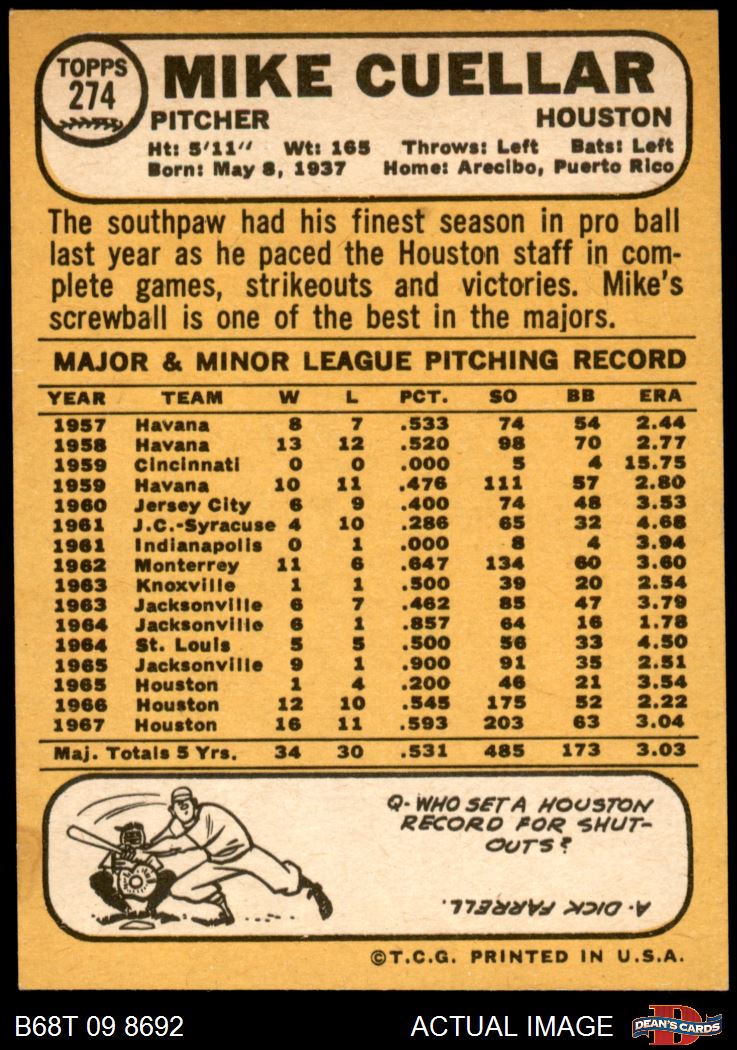 TOPPS
274
MIKE CUELLAR
PITCHER HOUSTON
Ht: 5'11" Wt: 165 Throws: Left Bats: Left
Born: May 8, 1937 Home: Arecibo, Puerto Rico
The southpaw had his finest season in pro ball
last year as he paced the Houston staff in com-
plete games, strikeouts and victories. Mike's
screwball is one of the best in the majors.
MAJOR & MINOR LEAGUE PITCHING RECORD
YEAR TEAM W L PCT. SO BB ERA
1957 Havana 8 7 .533 74 54 2.44
1958 Havana 13 12 .520 98 70 2.77
1959 Cincinnati 0 0 .000 5 4 15.75
1959 Havana 10 11 .476 111 57 2.80
1960 Jersey City 6 9 .400 74 48 3.53
1961 J.C.-Syracuse 4 10 .286 65 32 4.68
1961 Indianapolis 0 1 .000 8 4 3.94
1962 Monterrey 11 6 .647 134 60 3.60
1963 Knoxville 1 1 .500 39 20 2.54
1963 Jacksonville 6 7 .462 85 47 3.79
1964 Jacksonville 6 1 .857 64 16 1.78
1964 St. Louis 5 5 .500 56 33 4.50
1965 Jacksonville 9 1 .900 91 35 2.51
1965 Houston 1 4 .200 46 21 3.54
1966 Houston 12 10 .545 175 52 2.22
1967 Houston 16 11 .593 203 63 3.04
Maj. Totals 5 Yrs. 34 30 .531 485 173 3.03
Q- WHO SET A HOUSTON
RECORD FOR SHUT-
OUTS?
A. DICK FARRELL.
©T.C.G. PRINTED IN U.S.A.
B68T 09 8692 ACTUAL IMAGE
D
DEAN'S CARDS